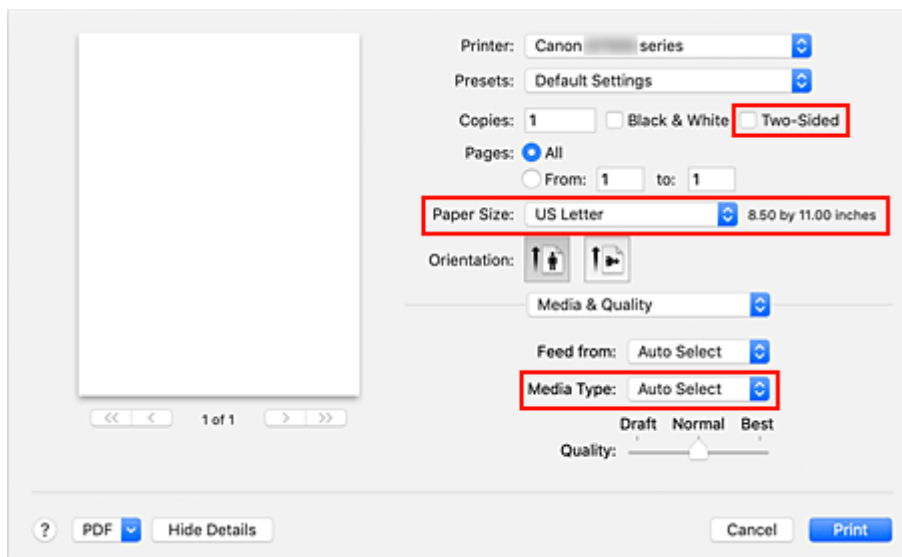 Printer: Canon series
Presets: Default Settings
Copies: 1 Black & White Two-Sided
Pages: All
From: 1 to: 1
Paper Size: US Letter 8.50 by 11.00 inches
Orientation:
Media & Quality
Feed from: Auto Select
Media Type: Auto Select
<< < 1 of 1 > >>
Draft Normal Best
Quality:
? PDF Hide Details Cancel Print